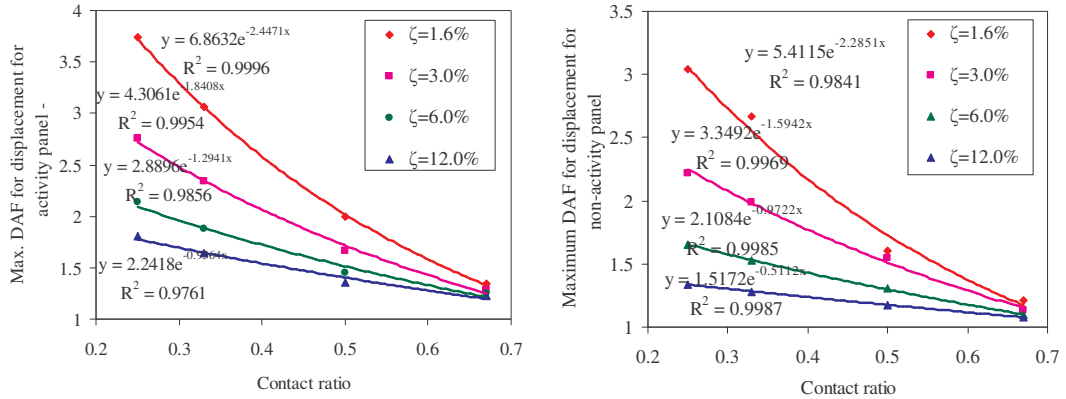 Max. DAF for displacement for
activity panel -
4
3.5
3
2.5
2
1.5
1
0.2
0.3
0.4
0.5
0.6
0.7
Contact ratio
y = 6.8632e^-2.4471x
R² = 0.9996
y = 4.3061e^-1.8408x
R² = 0.9954
y = 2.8896e^-1.2941x
R² = 0.9856
y = 2.2418e^-0.9364x
R² = 0.9761
ζ=1.6%
ζ=3.0%
ζ=6.0%
ζ=12.0%
Maximum DAF for displacement for
non-activity panel
3.5
3
2.5
2
1.5
1
0.2
0.3
0.4
0.5
0.6
0.7
Contact ratio
y = 5.4115e^-2.2851x
R² = 0.9841
y = 3.3492e^-1.5942x
R² = 0.9969
y = 2.1084e^-0.9722x
R² = 0.9985
y = 1.5172e^-0.5112x
R² = 0.9987
ζ=1.6%
ζ=3.0%
ζ=6.0%
ζ=12.0%